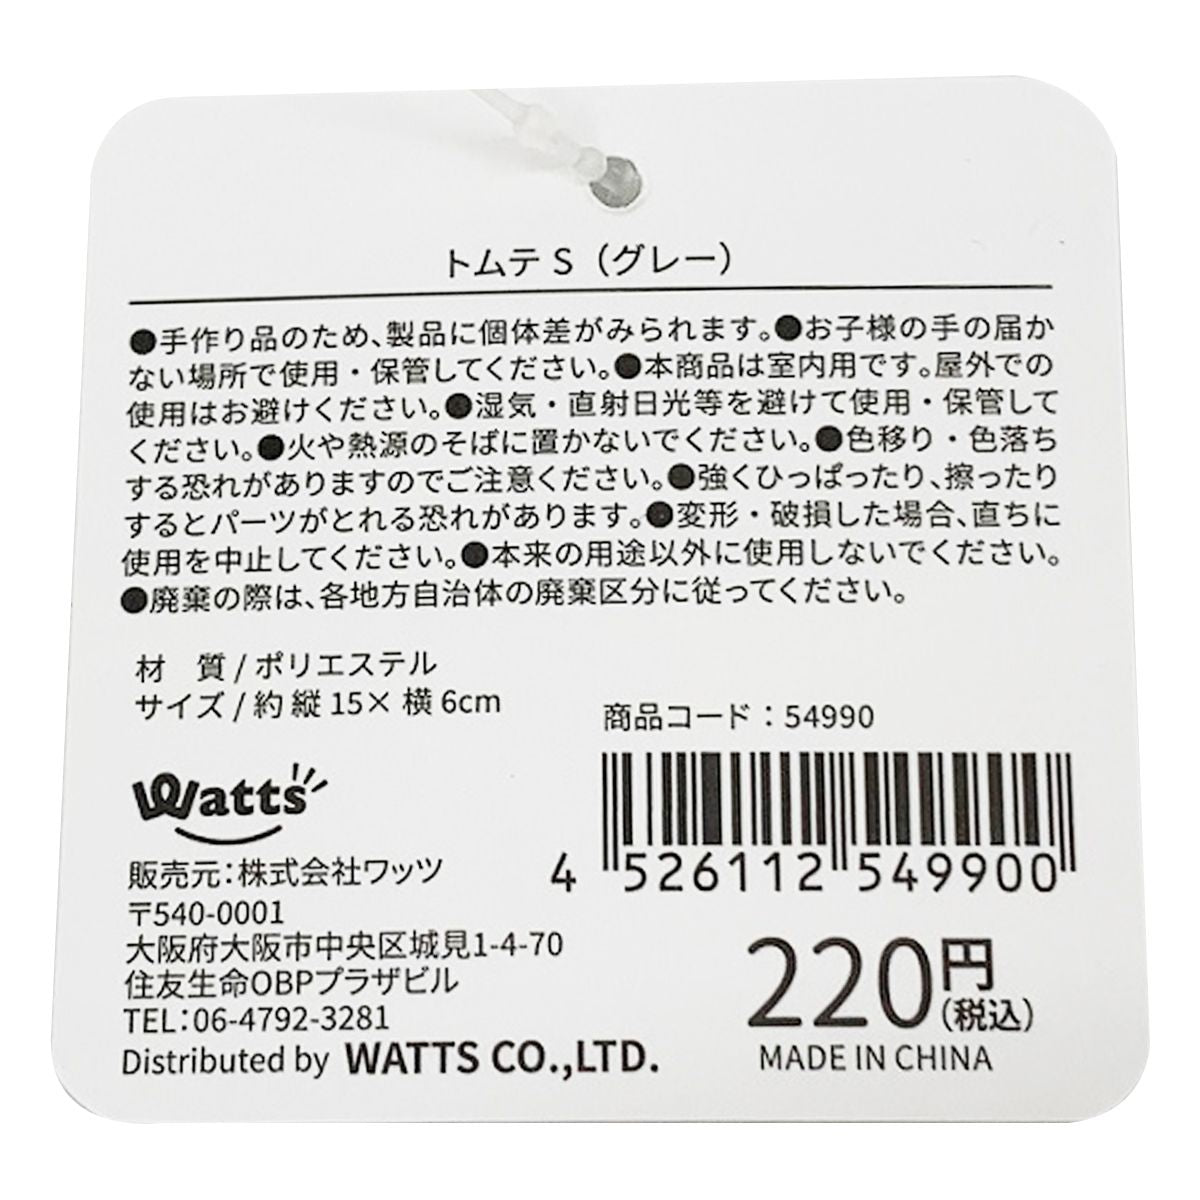 トムテ S（グレー）
●手作り品のため、製品に個体差がみられます。●お子様の手の届か
ない場所で使用・保管してください。●本商品は室内用です。屋外での
使用はお避けください。●湿気・直射日光等を避けて使用・保管して
ください。●火や熱源のそばに置かないでください。●色移り・色落ち
する恐れがありますのでご注意ください。●強くひっぱったり、擦ったり
するとパーツがとれる恐れがあります。●変形・破損した場合、直ちに
使用を中止してください。●本来の用途以外に使用しないでください。
●廃棄の際は、各地方自治体の廃棄区分に従ってください。
材　質 / ポリエステル
サイズ / 約 縦 15× 横 6cm
商品コード：54990
Watts
4 526112 549900
販売元：株式会社ワッツ
〒540-0001
大阪府大阪市中央区城見1-4-70
住友生命OBPプラザビル
TEL：06-4792-3281
Distributed by WATTS CO.,LTD.
220円
（税込）
MADE IN CHINA